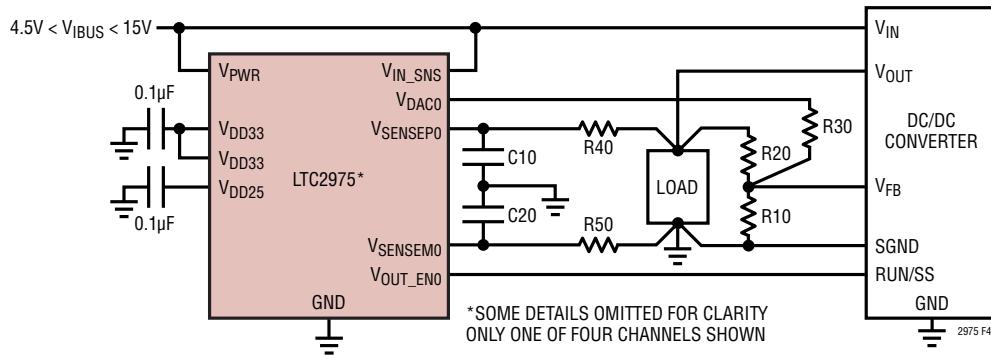 4.5V < VIBUS < 15V
VPWR
VIN_SNS
VIN
VDAC0
VOUT
0.1µF
VDD33
VSENSEP0
R40
R30
DC/DC
CONVERTER
VDD33
C10
R20
LTC2975*
LOAD
VDD25
VFB
0.1µF
C20
R50
R10
VSENSEM0
SGND
VOUT_EN0
RUN/SS
GND
*SOME DETAILS OMITTED FOR CLARITY
ONLY ONE OF FOUR CHANNELS SHOWN
GND
2975 F4